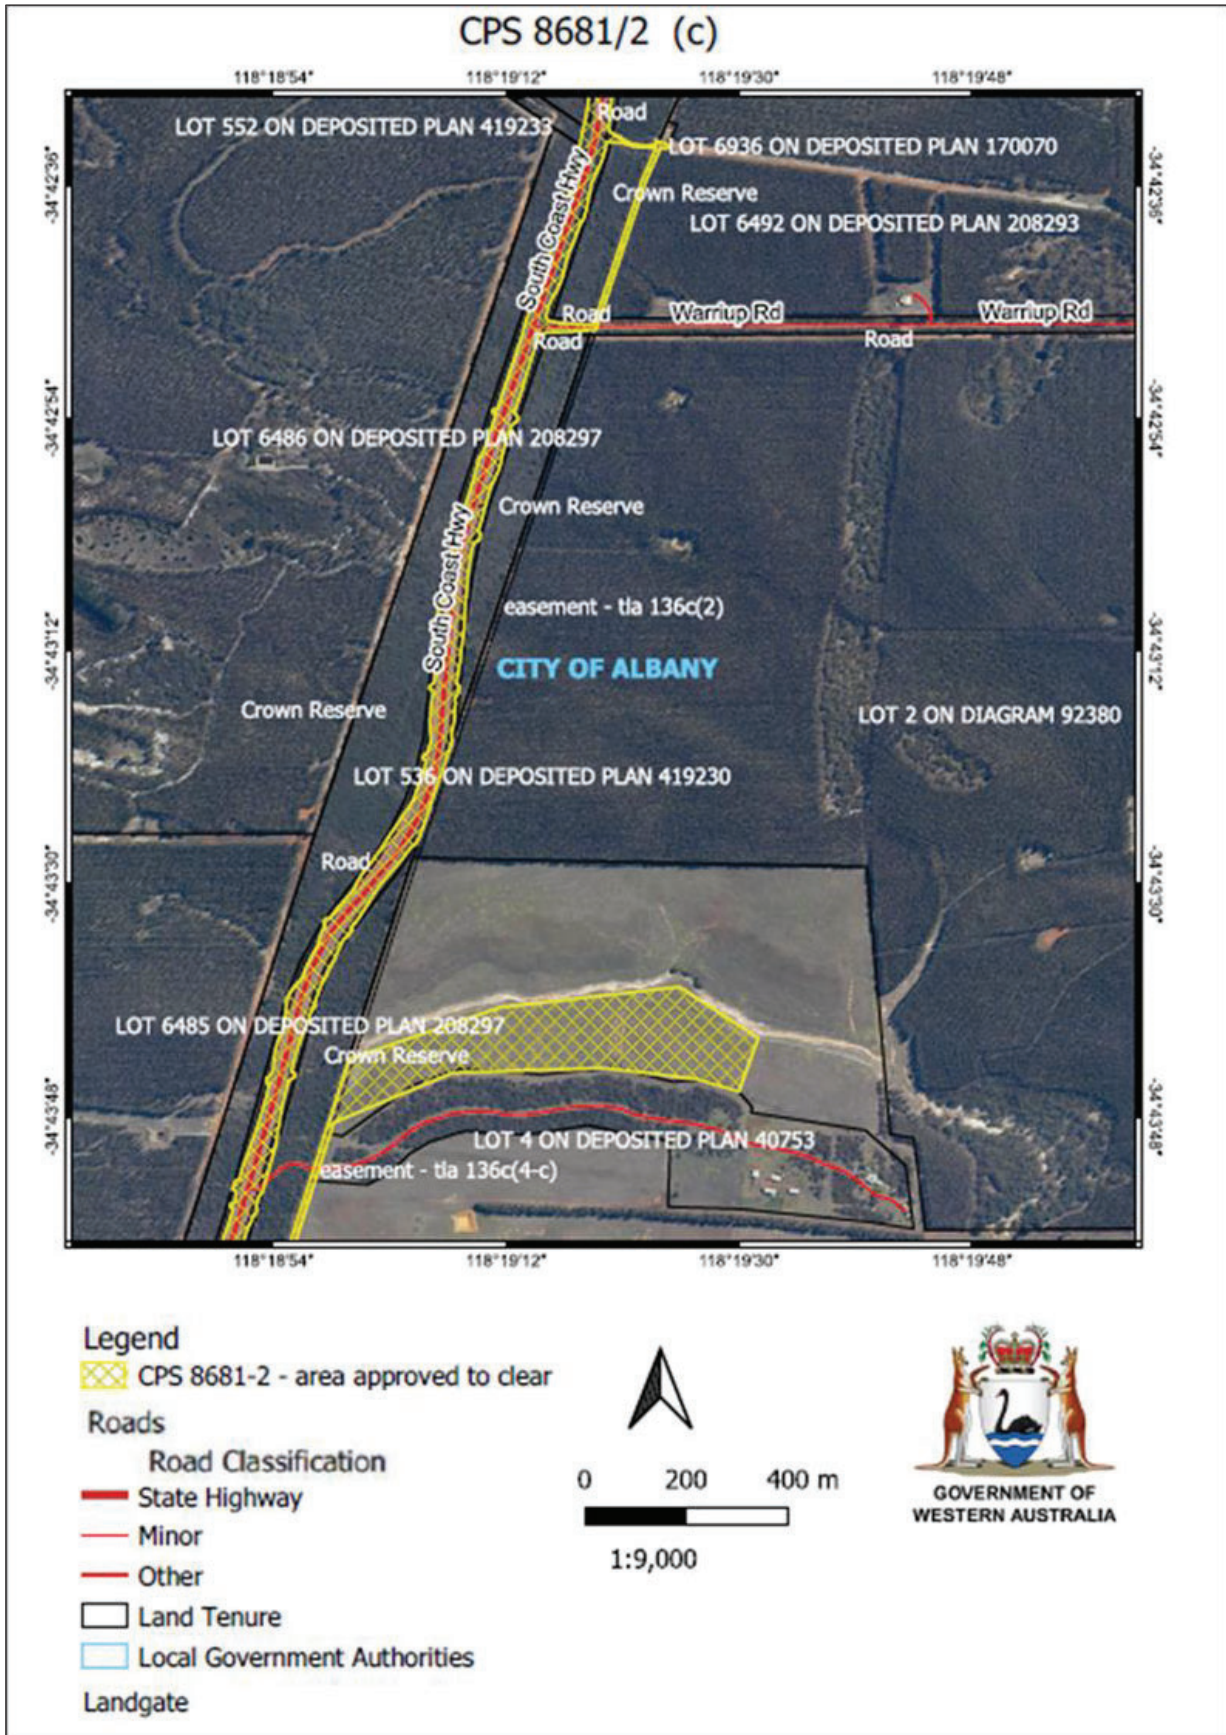 CPS 8681/2 (c)
118°18'54" 118°19'12" 118°19'30" 118°19'48"
-34°42'36" -34°42'54" -34°43'12" -34°43'30" -34°43'48"
Road
LOT 552 ON DEPOSITED PLAN 419233
LOT 6936 ON DEPOSITED PLAN 170070
Crown Reserve
LOT 6492 ON DEPOSITED PLAN 208293
South Coast Hwy
Road
Warriup Rd
Warriup Rd
Road
Road
LOT 6486 ON DEPOSITED PLAN 208297
Crown Reserve
South Coast Hwy
easement - tla 136c(2)
CITY OF ALBANY
Crown Reserve
LOT 2 ON DIAGRAM 92380
LOT 536 ON DEPOSITED PLAN 419230
Road
LOT 6485 ON DEPOSITED PLAN 208297
Crown Reserve
LOT 4 ON DEPOSITED PLAN 40753
easement - tla 136c(4-c)
-34°42'36" -34°42'54" -34°43'12" -34°43'30" -34°43'48"
118°18'54" 118°19'12" 118°19'30" 118°19'48"
Legend
CPS 8681-2 - area approved to clear
Roads
Road Classification
State Highway
Minor
Other
Land Tenure
Local Government Authorities
Landgate
0 200 400 m
1:9,000
GOVERNMENT OF
WESTERN AUSTRALIA